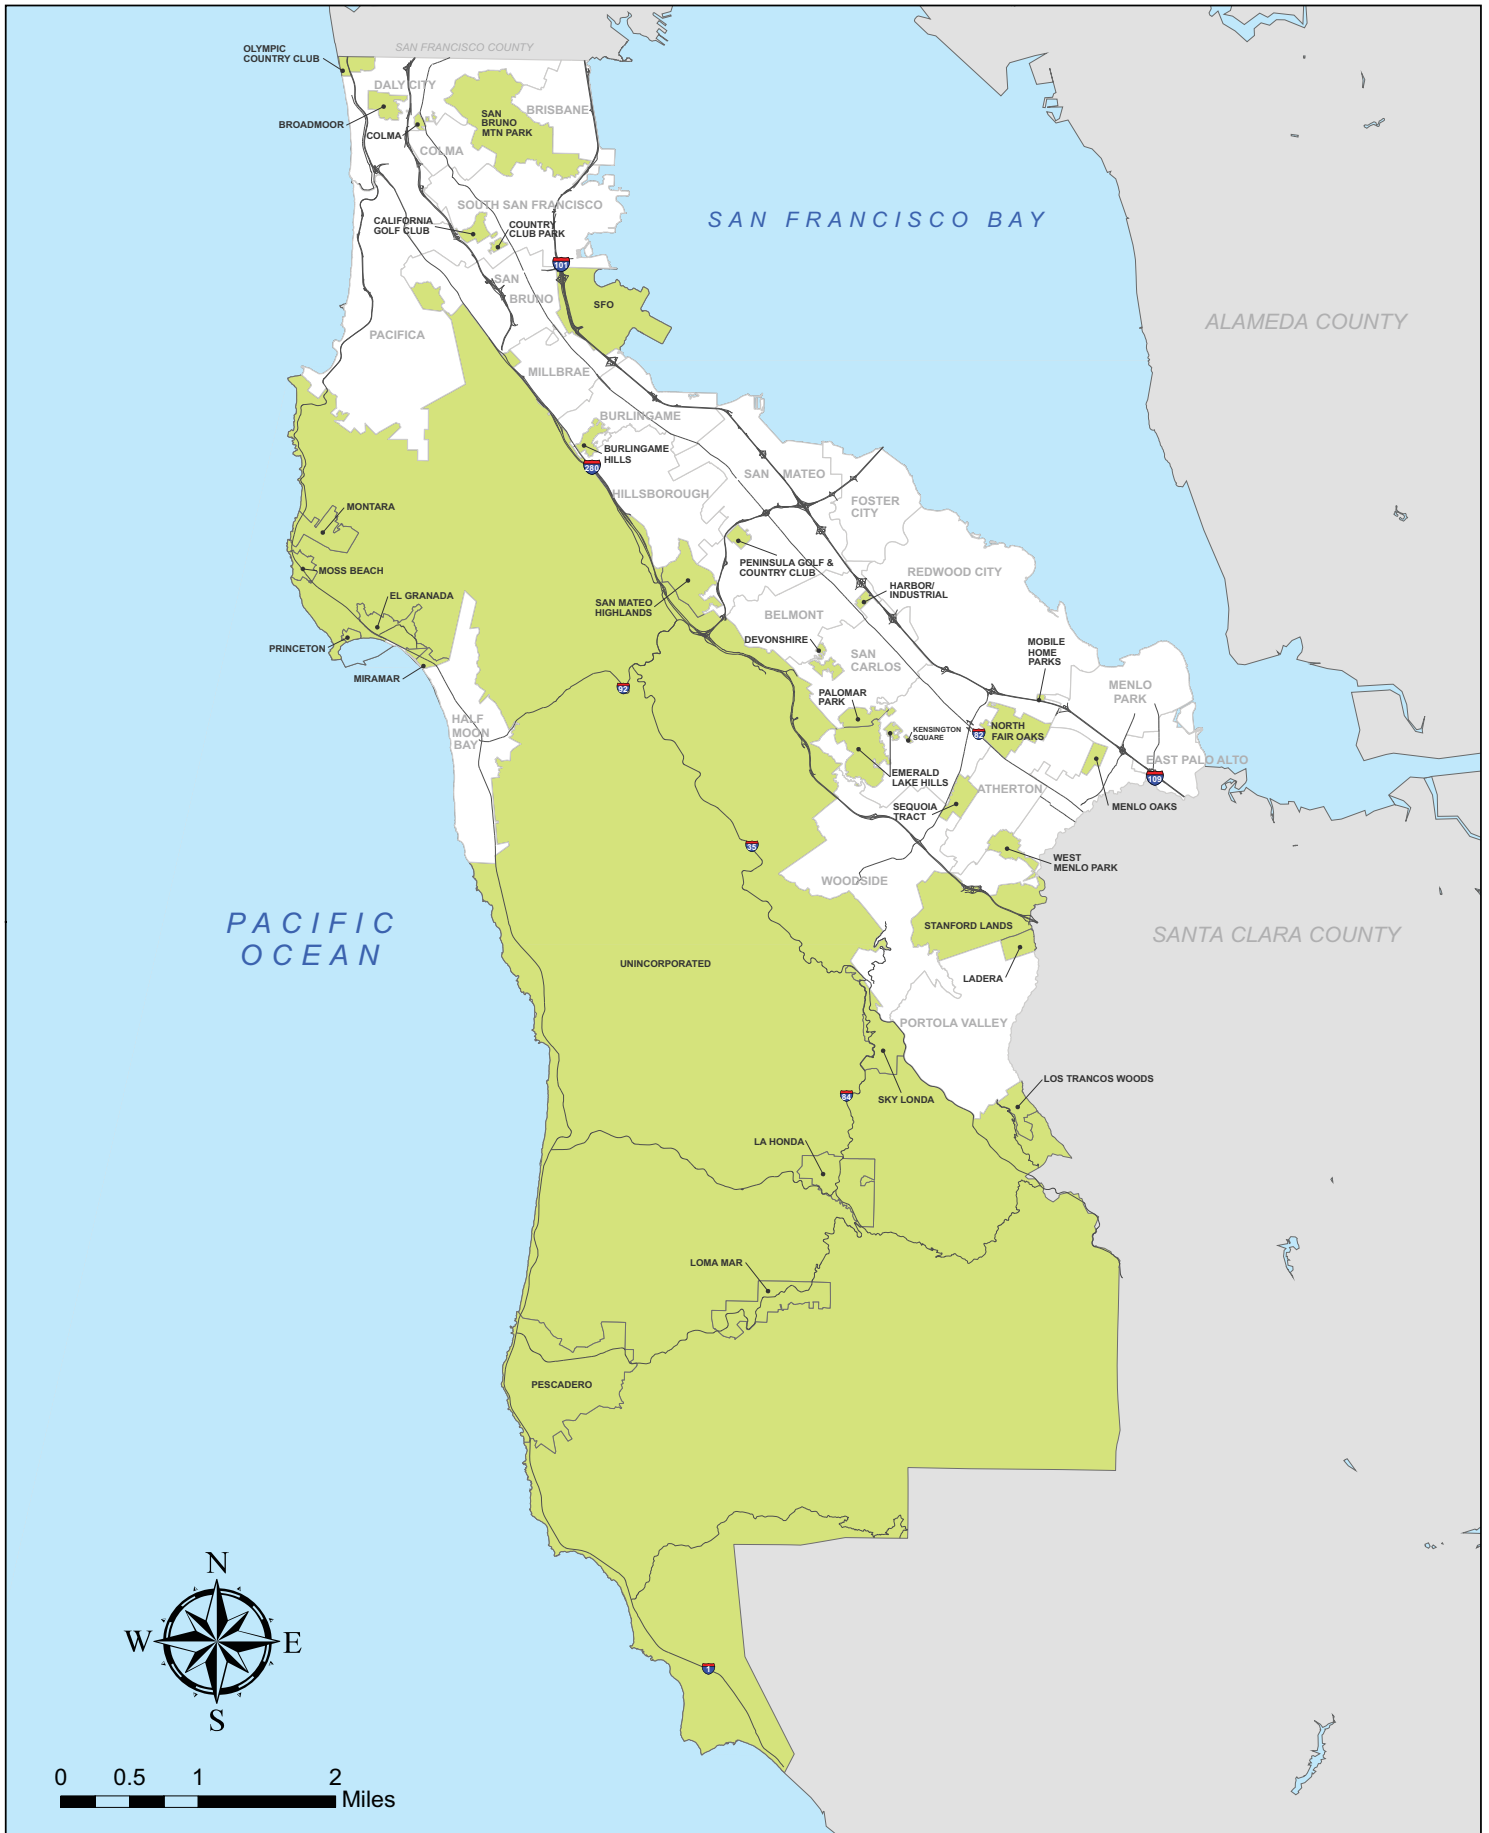 SAN FRANCISCO COUNTY
OLYMPIC
COUNTRY CLUB
DALY CITY
BROADMOOR
COLMA
COLMA
SAN
BRUNO
MTN PARK
BRISBANE
SOUTH SAN FRANCISCO
CALIFORNIA
GOLF CLUB
COUNTRY
CLUB PARK
SAN FRANCISCO BAY
101
SAN
BRUNO
SFO
ALAMEDA COUNTY
PACIFICA
MILLBRAE
BURLINGAME
BURLINGAME
HILLS
280
HILLSBOROUGH
SAN MATEO
FOSTER
CITY
MONTARA
MOSS BEACH
EL GRANADA
PRINCETON
MIRAMAR
PENINSULA GOLF &
COUNTRY CLUB
REDWOOD CITY
HARBOR/
INDUSTRIAL
SAN MATEO
HIGHLANDS
BELMONT
DEVONSHIRE
SAN
CARLOS
MOBILE
HOME
PARKS
MENLO
PARK
92
PALOMAR
PARK
HALF
MOON
BAY
KENSINGTON
SQUARE
82
NORTH
FAIR OAKS
EAST PALO ALTO
109
EMERALD
LAKE HILLS
ATHERTON
SEQUOIA
TRACT
MENLO OAKS
35
WEST
MENLO PARK
WOODSIDE
PACIFIC
OCEAN
STANFORD LANDS
SANTA CLARA COUNTY
UNINCORPORATED
LADERA
PORTOLA VALLEY
LOS TRANCOS WOODS
84
SKY LONDA
LA HONDA
LOMA MAR
PESCADERO
N
W
E
S
1
0
0.5
1
2
Miles